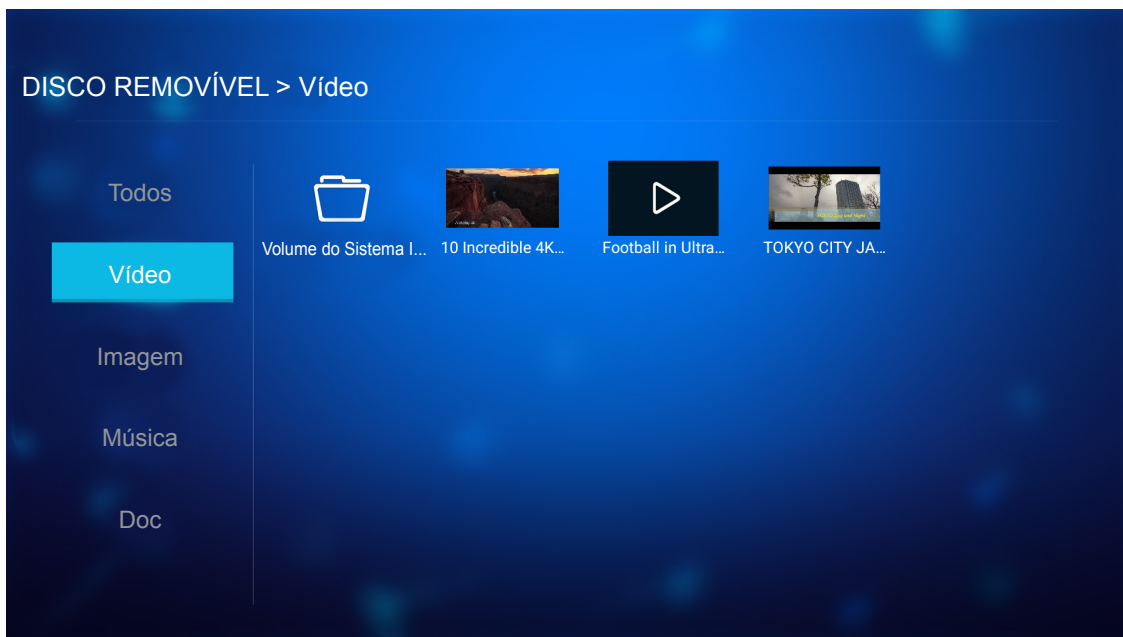 DISCO REMOVÍVEL > Vídeo
Todos
Vídeo
Imagem
Música
Doc
Volume do Sistema I...
10 Incredible 4K...
Football in Ultra...
TOKYO CITY JA...